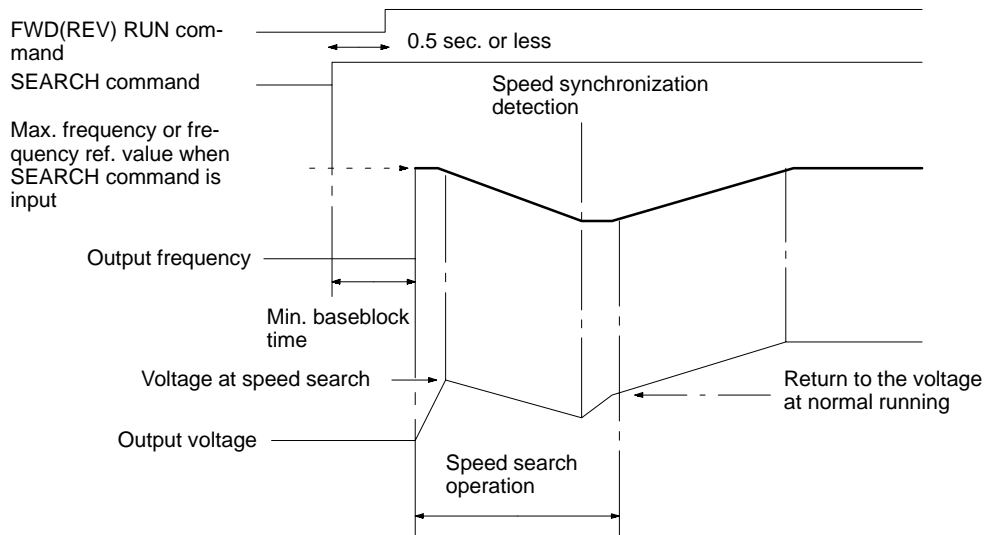 FWD(REV) RUN com-
mand
0.5 sec. or less
SEARCH command
Speed synchronization
detection
Max. frequency or fre-
quency ref. value when
SEARCH command is
input
Output frequency
Min. baseblock
time
Voltage at speed search
Return to the voltage
at normal running
Output voltage
Speed search
operation